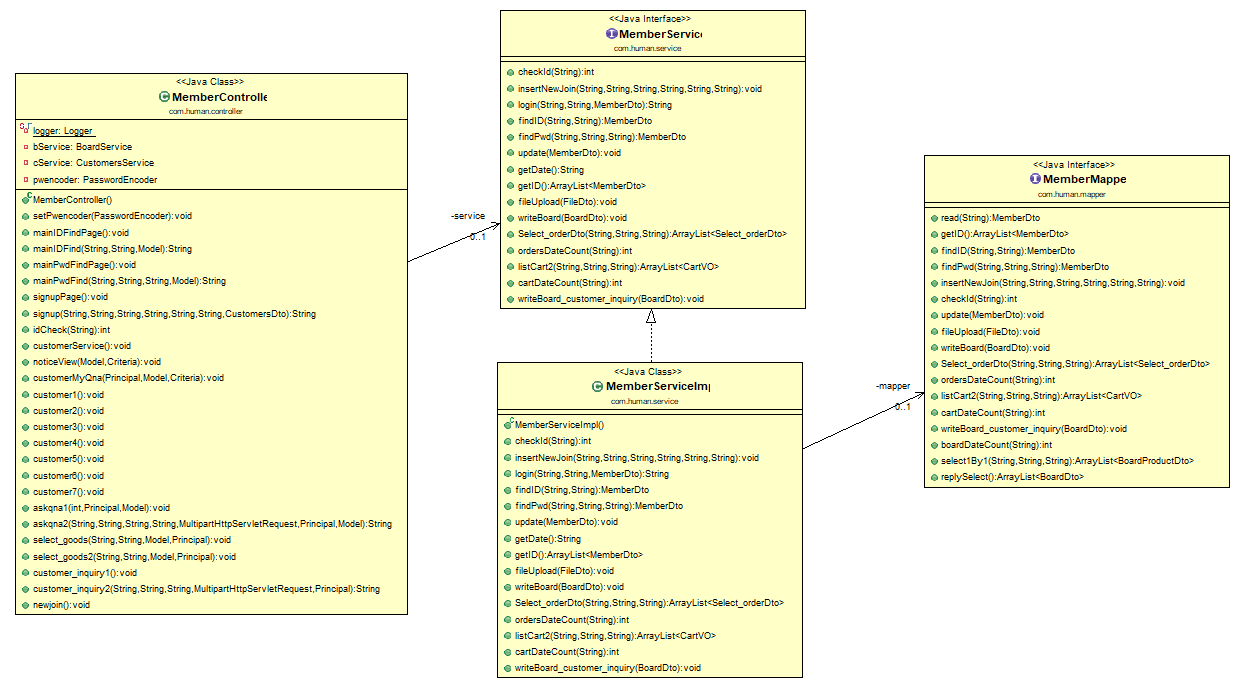 <<Java Class>>
MemberControlle
com.human.controller
logger: Logger
bService: BoardService
cService: CustomersService
pwencoder: PasswordEncoder
MemberController()
setPwencoder(PasswordEncoder):void
mainIDFindPage():void
mainIDFind(String,String,Model):String
mainPwdFindPage():void
mainPwdFind(String,String,String,Model):String
signupPage():void
signup(String,String,String,String,String,String,CustomersDto):String
idCheck(String):int
customerService():void
noticeView(Model,Criteria):void
customerMyQna(Principal,Model,Criteria):void
customer1():void
customer2():void
customer3():void
customer4():void
customer5():void
customer6():void
customer7():void
askqna1(int,Principal,Model):void
askqna2(String,String,String,String,MultipartHttpServletRequest,Principal,Model):String
select_goods(String,String,Model,Principal):void
select_goods2(String,String,Model,Principal):void
customer_inquiry1():void
customer_inquiry2(String,String,String,MultipartHttpServletRequest,Principal):String
newjoin():void
-service
0..1
<<Java Interface>>
MemberServic
com.human.service
checkId(String):int
insertNewJoin(String,String,String,String,String,String):void
login(String,String,MemberDto):String
findID(String,String):MemberDto
findPwd(String,String,String):MemberDto
update(MemberDto):void
getDate():String
getID():ArrayList<MemberDto>
fileUpload(FileDto):void
writeBoard(BoardDto):void
Select_orderDto(String,String,String):ArrayList<Select_orderDto>
ordersDateCount(String):int
listCart2(String,String,String):ArrayList<CartVO>
cartDateCount(String):int
writeBoard_customer_inquiry(BoardDto):void
<<Java Class>>
MemberServiceImp
com.human.service
MemberServiceImpl()
checkId(String):int
insertNewJoin(String,String,String,String,String,String):void
login(String,String,MemberDto):String
findID(String,String):MemberDto
findPwd(String,String,String):MemberDto
update(MemberDto):void
getDate():String
getID():ArrayList<MemberDto>
fileUpload(FileDto):void
writeBoard(BoardDto):void
Select_orderDto(String,String,String):ArrayList<Select_orderDto>
ordersDateCount(String):int
listCart2(String,String,String):ArrayList<CartVO>
cartDateCount(String):int
writeBoard_customer_inquiry(BoardDto):void
-mapper
0..1
<<Java Interface>>
MemberMappe
com.human.mapper
read(String):MemberDto
getID():ArrayList<MemberDto>
findID(String,String):MemberDto
findPwd(String,String,String):MemberDto
insertNewJoin(String,String,String,String,String,String):void
checkId(String):int
update(MemberDto):void
fileUpload(FileDto):void
writeBoard(BoardDto):void
Select_orderDto(String,String,String):ArrayList<Select_orderDto>
ordersDateCount(String):int
listCart2(String,String,String):ArrayList<CartVO>
cartDateCount(String):int
writeBoard_customer_inquiry(BoardDto):void
boardDateCount(String):int
select1By1(String,String,String):ArrayList<BoardProductDto>
replySelect():ArrayList<BoardDto>